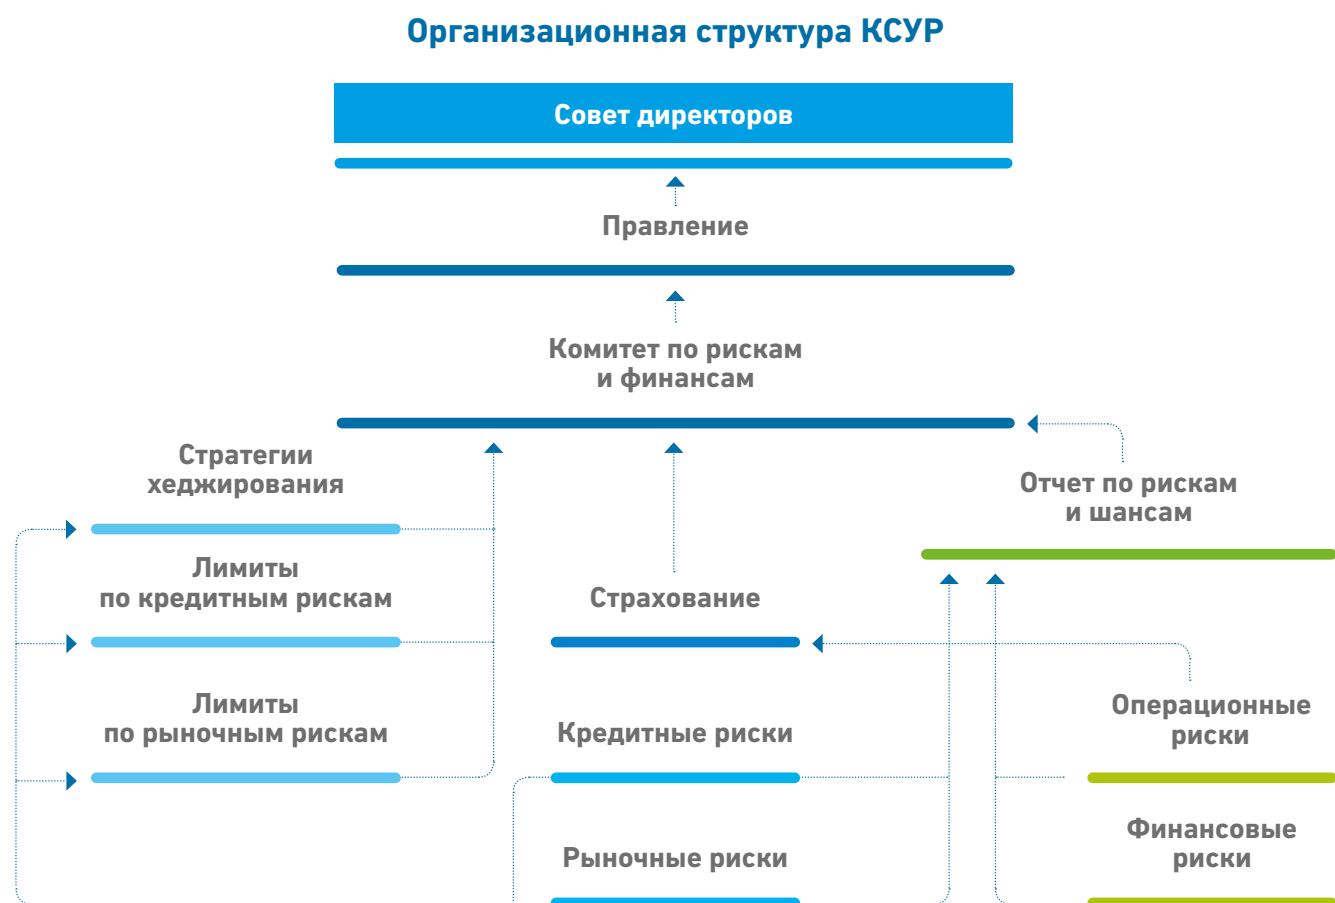 Организационная структура КСУР
Совет директоров
Правление
Комитет по рискам
и финансам
Стратегии
хеджирования
Отчет по рискам
и шансам
Лимиты
по кредитным рискам
Страхование
Лимиты
по рыночным рискам
Кредитные риски
Операционные
риски
Рыночные риски
Финансовые
риски